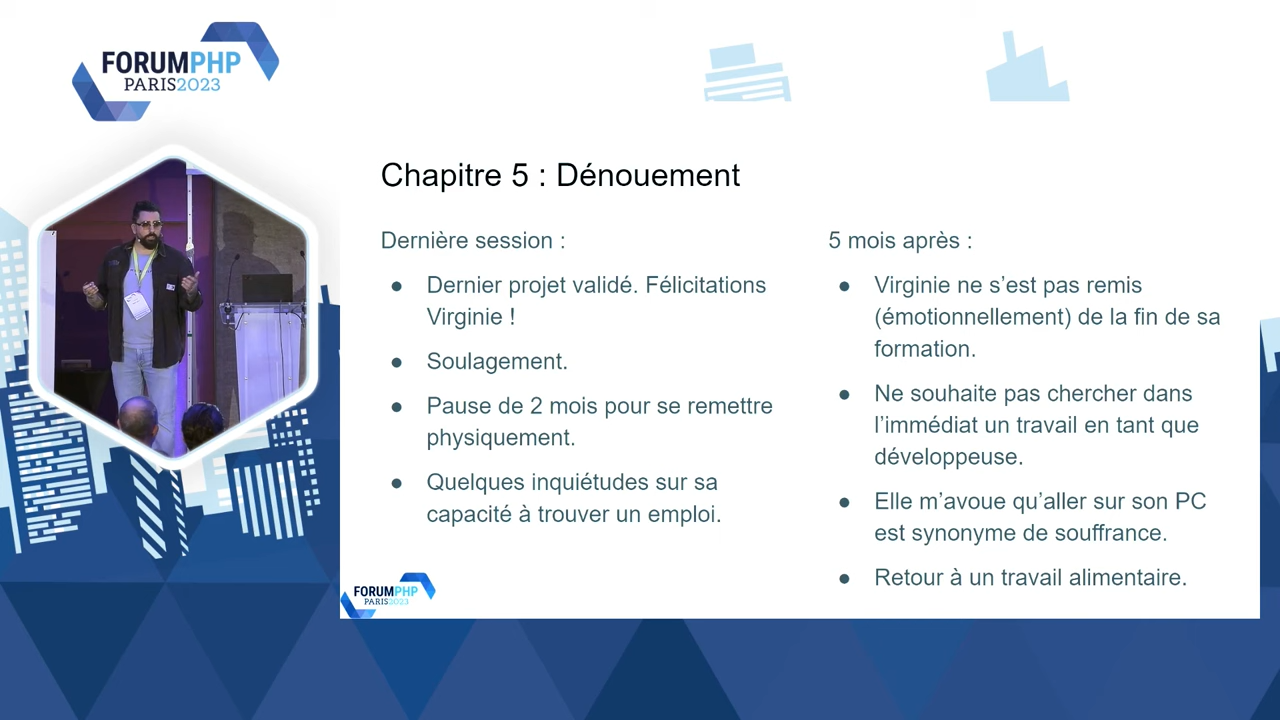 FORUMPHP
PARIS2023
Chapitre 5 : Dénouement
Dernière session :
● Dernier projet validé. Félicitations
Virginie !
● Soulagement.
● Pause de 2 mois pour se remettre
physiquement.
● Quelques inquiétudes sur sa
capacité à trouver un emploi.
5 mois après :
● Virginie ne s’est pas remis
(émotionnellement) de la fin de sa
formation.
● Ne souhaite pas chercher dans
l’immédiat un travail en tant que
développeuse.
● Elle m’avoue qu’aller sur son PC
est synonyme de souffrance.
● Retour à un travail alimentaire.
FORUMPHP
PARIS2023